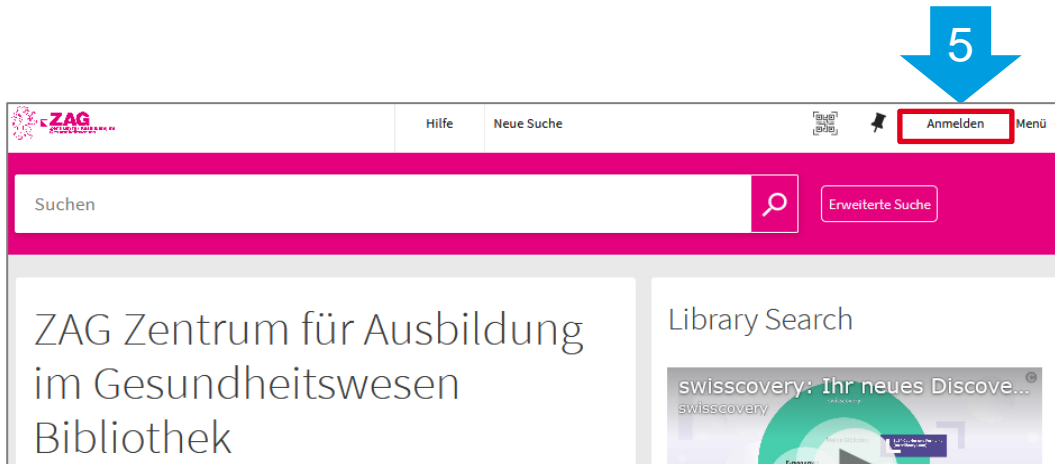 5
ZAG
Hilfe
Neue Suche
Anmelden
Menü
Suchen
Erweiterte Suche
ZAG Zentrum für Ausbildung
im Gesundheitswesen
Bibliothek
Library Search
swisscovery: Ihr neues Discove...
swisscovery